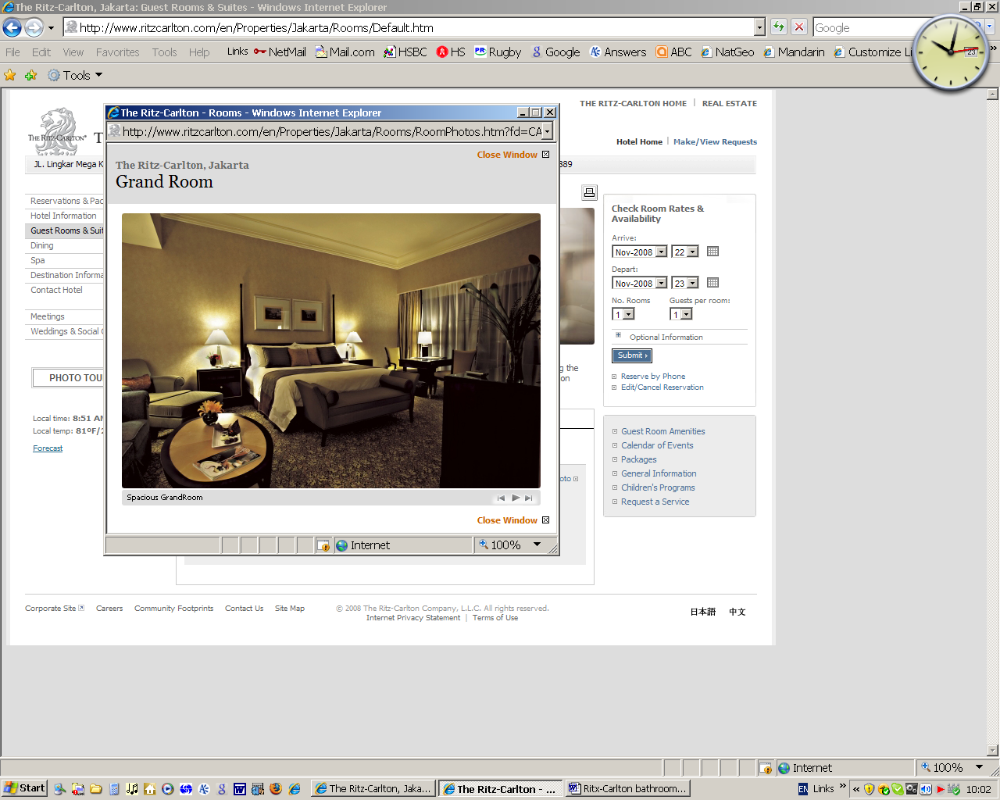 The Ritz-Carlton, Jakarta: Guest Rooms & Suites - Windows Internet Explorer
http://www.ritzcarlton.com/en/Properties/Jakarta/Rooms/Default.htm
Google
File Edit View Favorites Tools Help Links NetMail Mail.com HSBC HS Rugby Google Answers ABC NatGeo Mandarin Customize Li
23
Tools
THE RITZ-CARLTON HOME REAL ESTATE
THE RITZ-CARLTON® T
Hotel Home Make/View Requests
JL. Lingkar Mega K 889
The Ritz-Carlton - Rooms - Windows Internet Explorer
http://www.ritzcarlton.com/en/Properties/Jakarta/Rooms/RoomPhotos.htm?fd=CA
Close Window
The Ritz-Carlton, Jakarta
Grand Room
Spacious GrandRoom
Close Window
Internet 100%
Reservations & Pac
Hotel Information
Guest Rooms & Suit
Dining
Spa
Destination Informa
Contact Hotel
Meetings
Weddings & Social
PHOTO TOU
Local time: 8:51 AM
Local temp: 81ºF/2
Forecast
ng the
on
oto
Check Room Rates &
Availability
Arrive:
Nov-2008 22
Depart:
Nov-2008 23
No. Rooms Guests per room:
1 1
Optional Information
Submit
Reserve by Phone
Edit/Cancel Reservation
Guest Room Amenities
Calendar of Events
Packages
General Information
Children's Programs
Request a Service
Corporate Site Careers Community Footprints Contact Us Site Map © 2008 The Ritz-Carlton Company, L.L.C. All rights reserved. 日本語 中文
Internet Privacy Statement | Terms of Use
Internet 100%
Start The Ritz-Carlton, Jaka... The Ritz-Carlton - ... Ritx-Carlton bathroom... EN Links » « 10:02